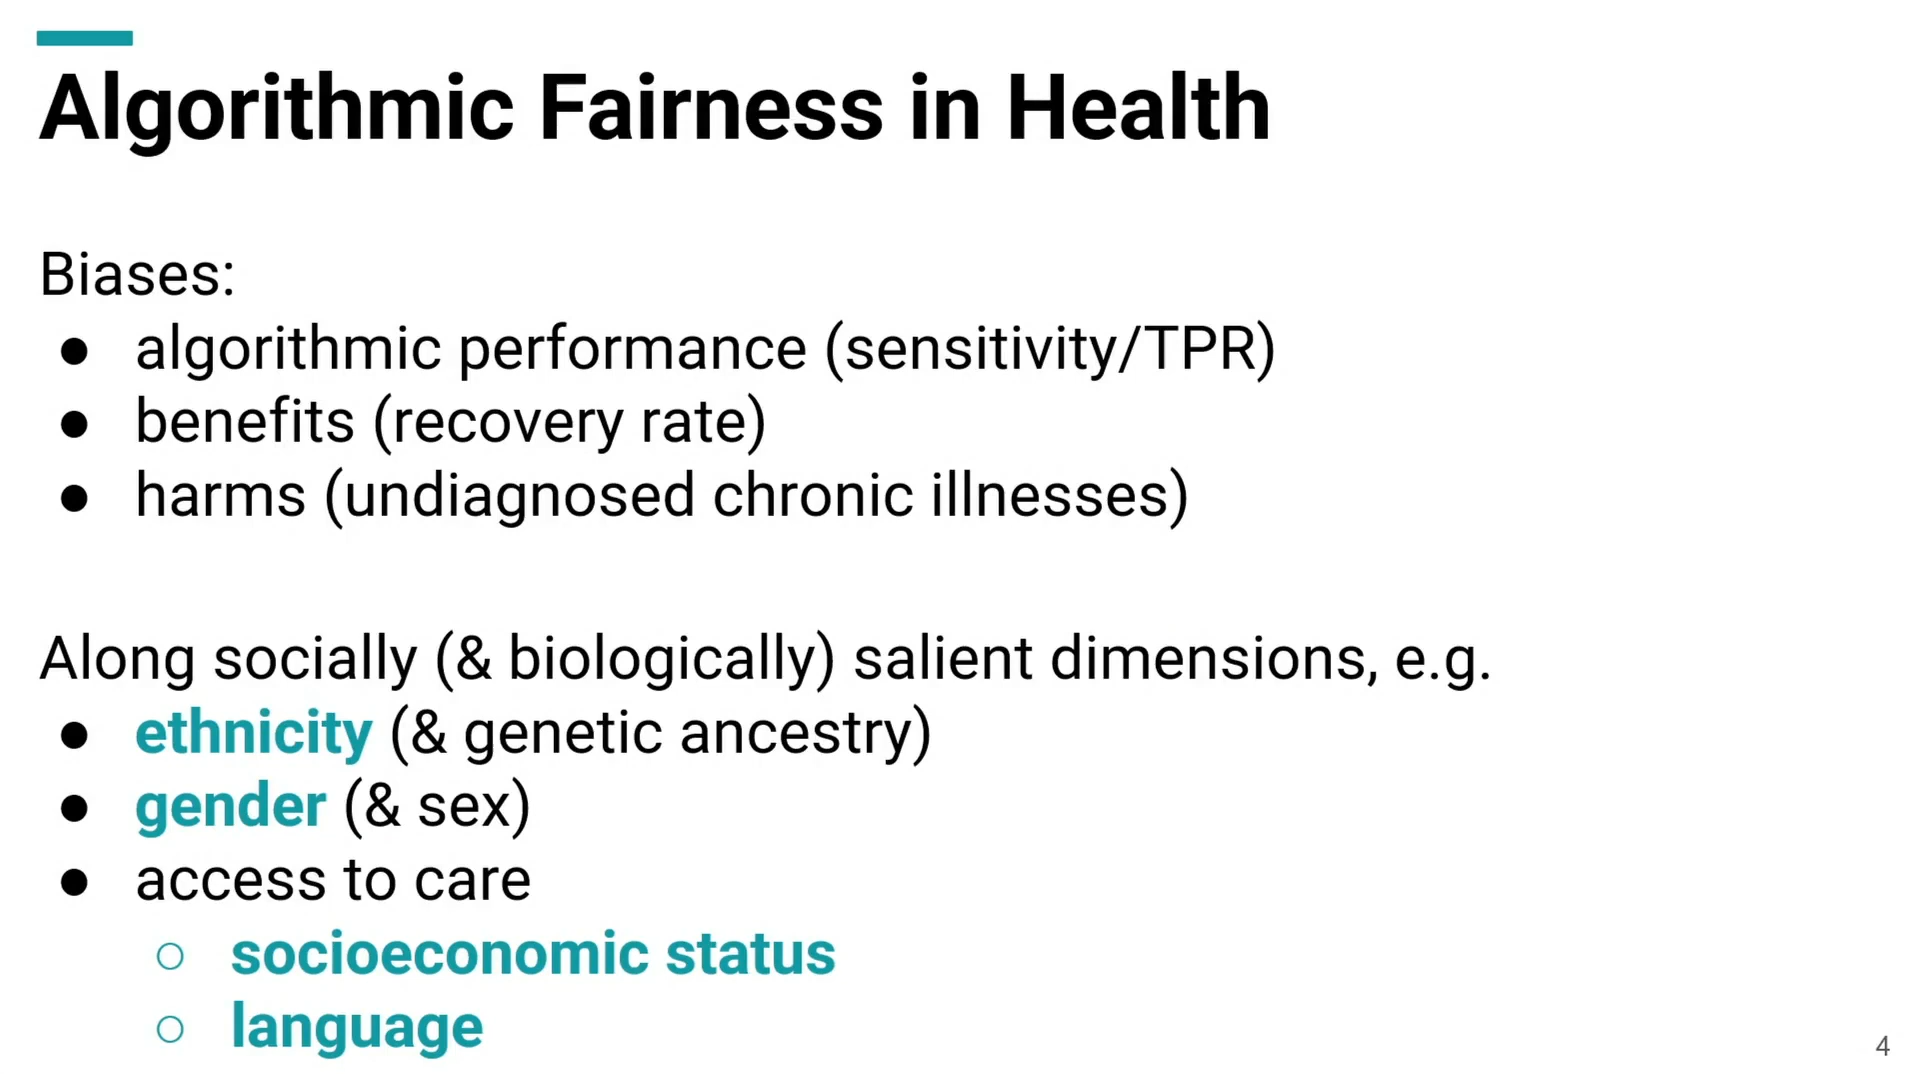 Algorithmic Fairness in Health
Biases:
● algorithmic performance (sensitivity/TPR)
● benefits (recovery rate)
● harms (undiagnosed chronic illnesses)
Along socially (& biologically) salient dimensions, e.g.
● ethnicity (& genetic ancestry)
● gender (& sex)
● access to care
○ socioeconomic status
○ language
4